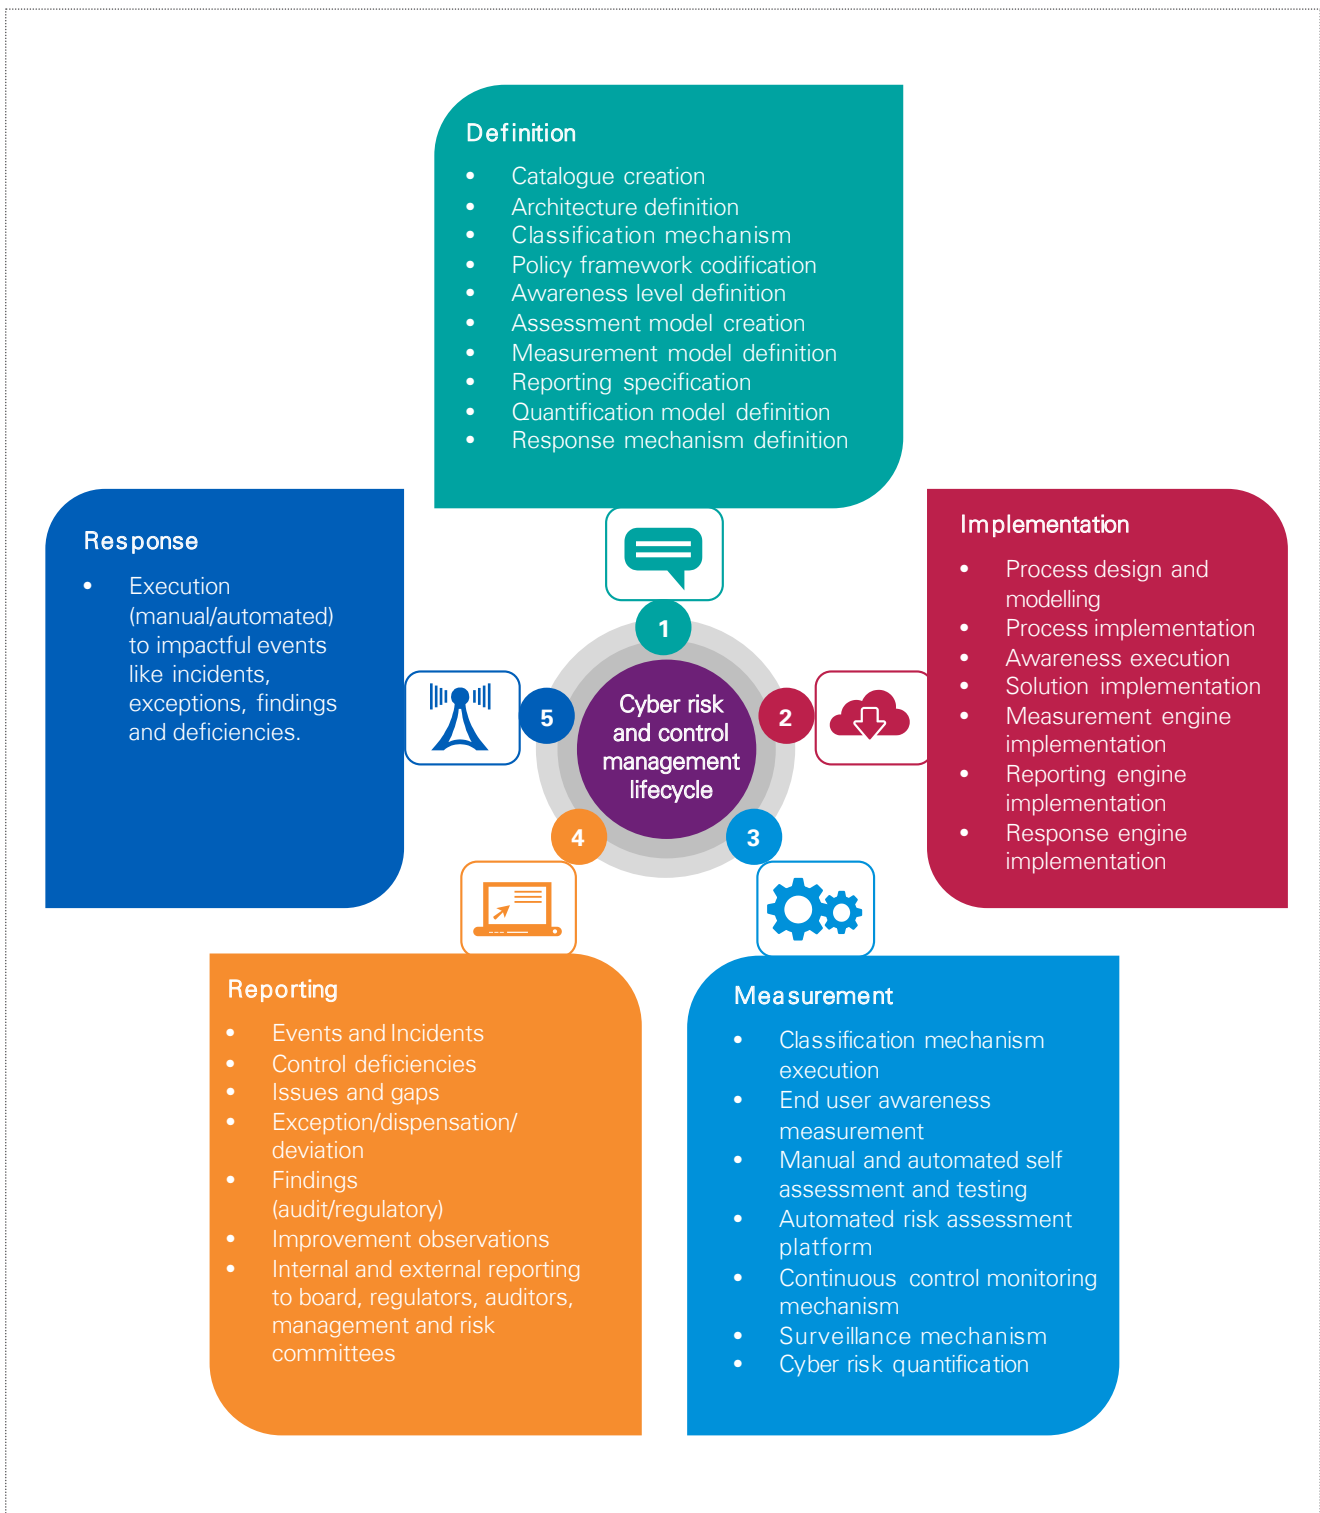 Definition
• Catalogue creation
• Architecture definition
• Classification mechanism
• Policy framework codification
• Awareness level definition
• Assessment model creation
• Measurement model definition
• Reporting specification
• Quantification model definition
• Response mechanism definition
Implementation
• Process design and
modelling
• Process implementation
• Awareness execution
• Solution implementation
• Measurement engine
implementation
• Reporting engine
implementation
• Response engine
implementation
Measurement
• Classification mechanism
execution
• End user awareness
measurement
• Manual and automated self
assessment and testing
• Automated risk assessment
platform
• Continuous control monitoring
mechanism
• Surveillance mechanism
• Cyber risk quantification
Reporting
• Events and Incidents
• Control deficiencies
• Issues and gaps
• Exception/dispensation/
deviation
• Findings
(audit/regulatory)
• Improvement observations
• Internal and external reporting
to board, regulators, auditors,
management and risk
committees
Response
• Execution
(manual/automated)
to impactful events
like incidents,
exceptions, findings
and deficiencies.
1
2
3
4
5
Cyber risk
and control
management
lifecycle